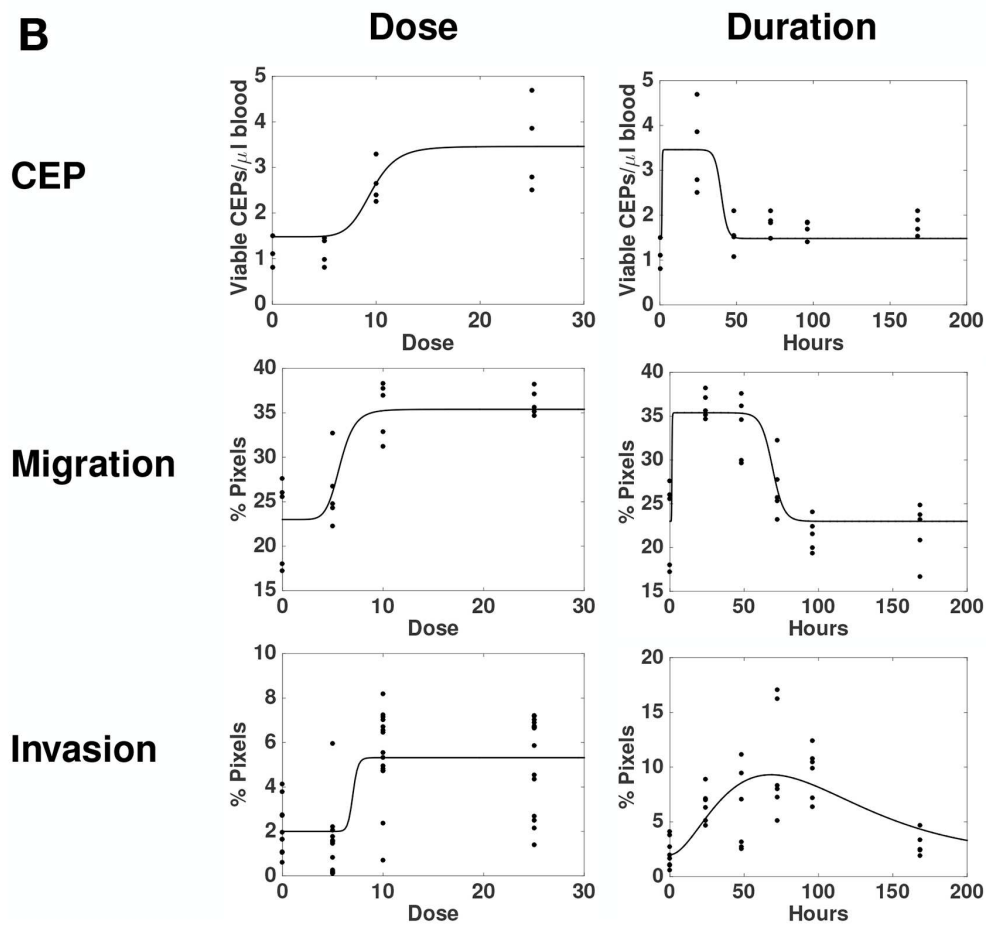 B
Dose
Duration
CEP
Viable CEPs/μl blood
5
4
3
2
1
0
0 10 20 30
Dose
Viable CEPs/μl blood
5
4
3
2
1
0
0 50 100 150 200
Hours
Migration
% Pixels
40
35
30
25
20
15
0 10 20 30
Dose
% Pixels
40
35
30
25
20
15
0 50 100 150 200
Hours
Invasion
% Pixels
10
8
6
4
2
0
0 10 20 30
Dose
% Pixels
20
15
10
5
0
0 50 100 150 200
Hours